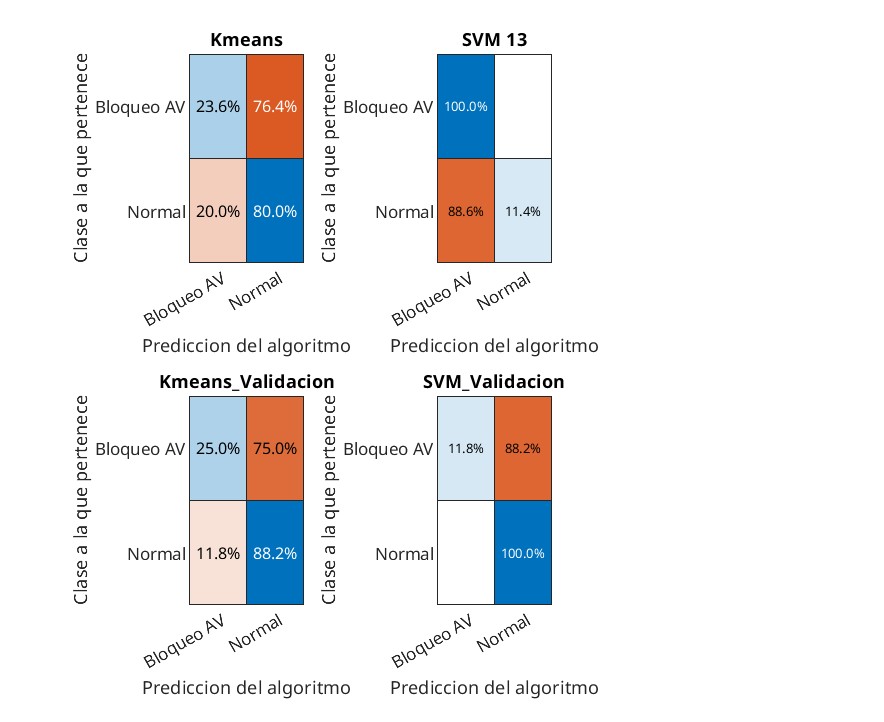 Kmeans
Clase a la que pertenece
Bloqueo AV
23.6% 76.4%
Normal
20.0% 80.0%
Bloqueo AV
Normal
Prediccion del algoritmo
SVM 13
Clase a la que pertenece
Bloqueo AV
100.0%
Normal
88.6% 11.4%
Bloqueo AV
Normal
Prediccion del algoritmo
Kmeans_Validacion
Clase a la que pertenece
Bloqueo AV
25.0% 75.0%
Normal
11.8% 88.2%
Bloqueo AV
Normal
Prediccion del algoritmo
SVM_Validacion
Clase a la que pertenece
Bloqueo AV
11.8% 88.2%
Normal
100.0%
Bloqueo AV
Normal
Prediccion del algoritmo